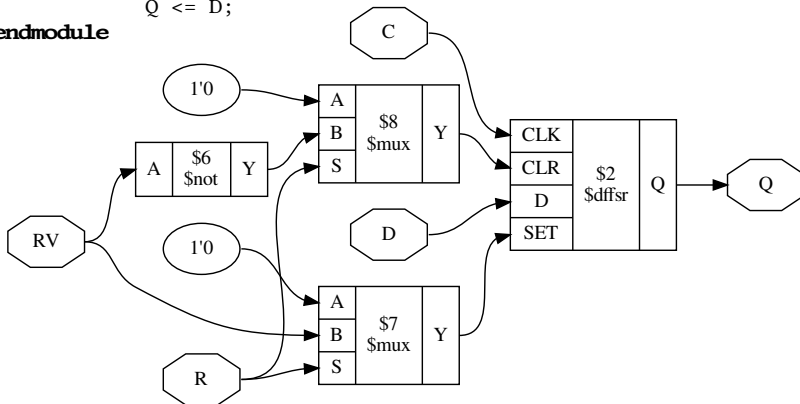 Q <= D;
endmodule
C
1'0
A
B
S
$8
$mux
Y
A
$6
$not
Y
CLK
CLR
D
SET
$2
$dffsr
Q
Q
RV
D
1'0
A
B
S
$7
$mux
Y
R